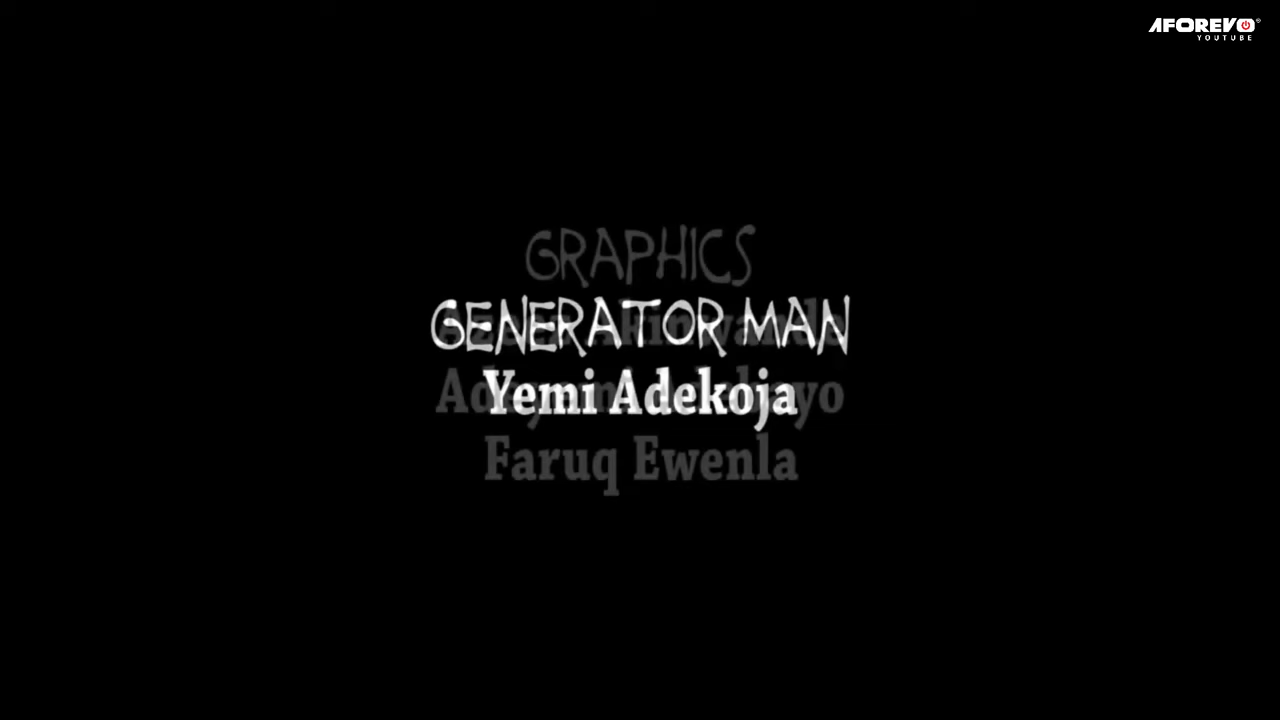 AFOREVO
YOUTUBE
GRAPHICS
GENERATOR MAN
Yemi Adekoja
Faruq Ewenla